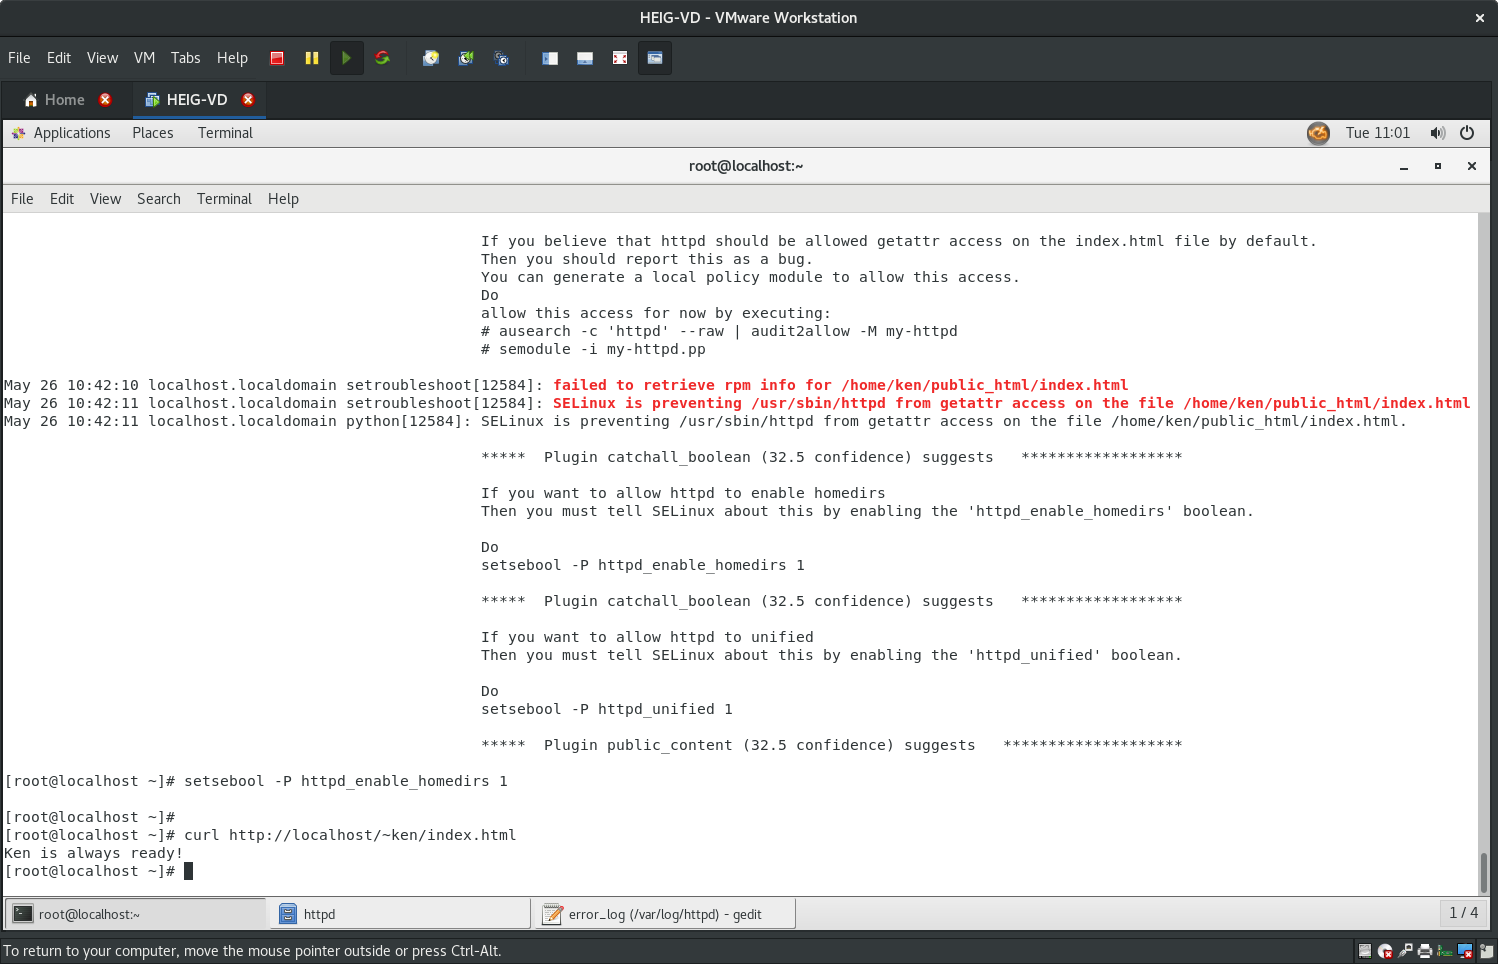 HEIG-VD - VMware Workstation
File Edit View VM Tabs Help
Home HEIG-VD
Applications Places Terminal Tue 11:01
root@localhost:~
File Edit View Search Terminal Help
If you believe that httpd should be allowed getattr access on the index.html file by default.
Then you should report this as a bug.
You can generate a local policy module to allow this access.
Do
allow this access for now by executing:
# ausearch -c 'httpd' --raw | audit2allow -M my-httpd
# semodule -i my-httpd.pp
May 26 10:42:10 localhost.localdomain setroubleshoot[12584]: failed to retrieve rpm info for /home/ken/public_html/index.html
May 26 10:42:11 localhost.localdomain setroubleshoot[12584]: SELinux is preventing /usr/sbin/httpd from getattr access on the file /home/ken/public_html/index.html
May 26 10:42:11 localhost.localdomain python[12584]: SELinux is preventing /usr/sbin/httpd from getattr access on the file /home/ken/public_html/index.html.
*****  Plugin catchall_boolean (32.5 confidence) suggests   ******************
If you want to allow httpd to enable homedirs
Then you must tell SELinux about this by enabling the 'httpd_enable_homedirs' boolean.
Do
setsebool -P httpd_enable_homedirs 1
*****  Plugin catchall_boolean (32.5 confidence) suggests   ******************
If you want to allow httpd to unified
Then you must tell SELinux about this by enabling the 'httpd_unified' boolean.
Do
setsebool -P httpd_unified 1
*****  Plugin public_content (32.5 confidence) suggests   ********************
[root@localhost ~]# setsebool -P httpd_enable_homedirs 1
[root@localhost ~]#
[root@localhost ~]# curl http://localhost/~ken/index.html
Ken is always ready!
[root@localhost ~]#
root@localhost:~ httpd error_log (/var/log/httpd) - gedit 1 / 4
To return to your computer, move the mouse pointer outside or press Ctrl-Alt.